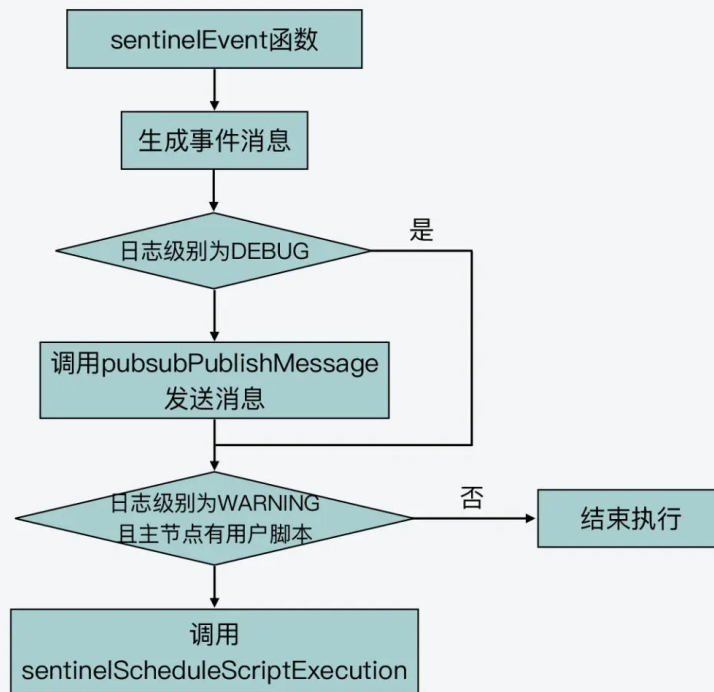 sentinelEvent函数
生成事件消息
日志级别为DEBUG
是
调用pubsubPublishMessage
发送消息
日志级别为WARNING
且主节点有用户脚本
否
结束执行
调用
sentinelScheduleScriptExecution